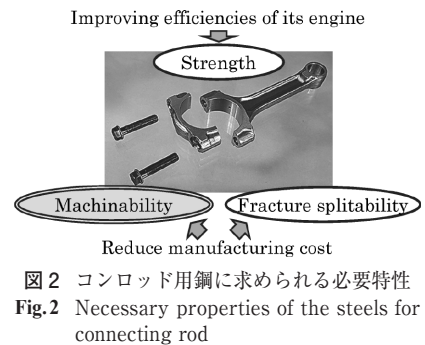 Improving efficiencies of its engine
Strength
Machinability
Fracture splitability
Reduce manufacturing cost
図2 コンロッド用鋼に求められる必要特性
Fig.2 Necessary properties of the steels for
connecting rod